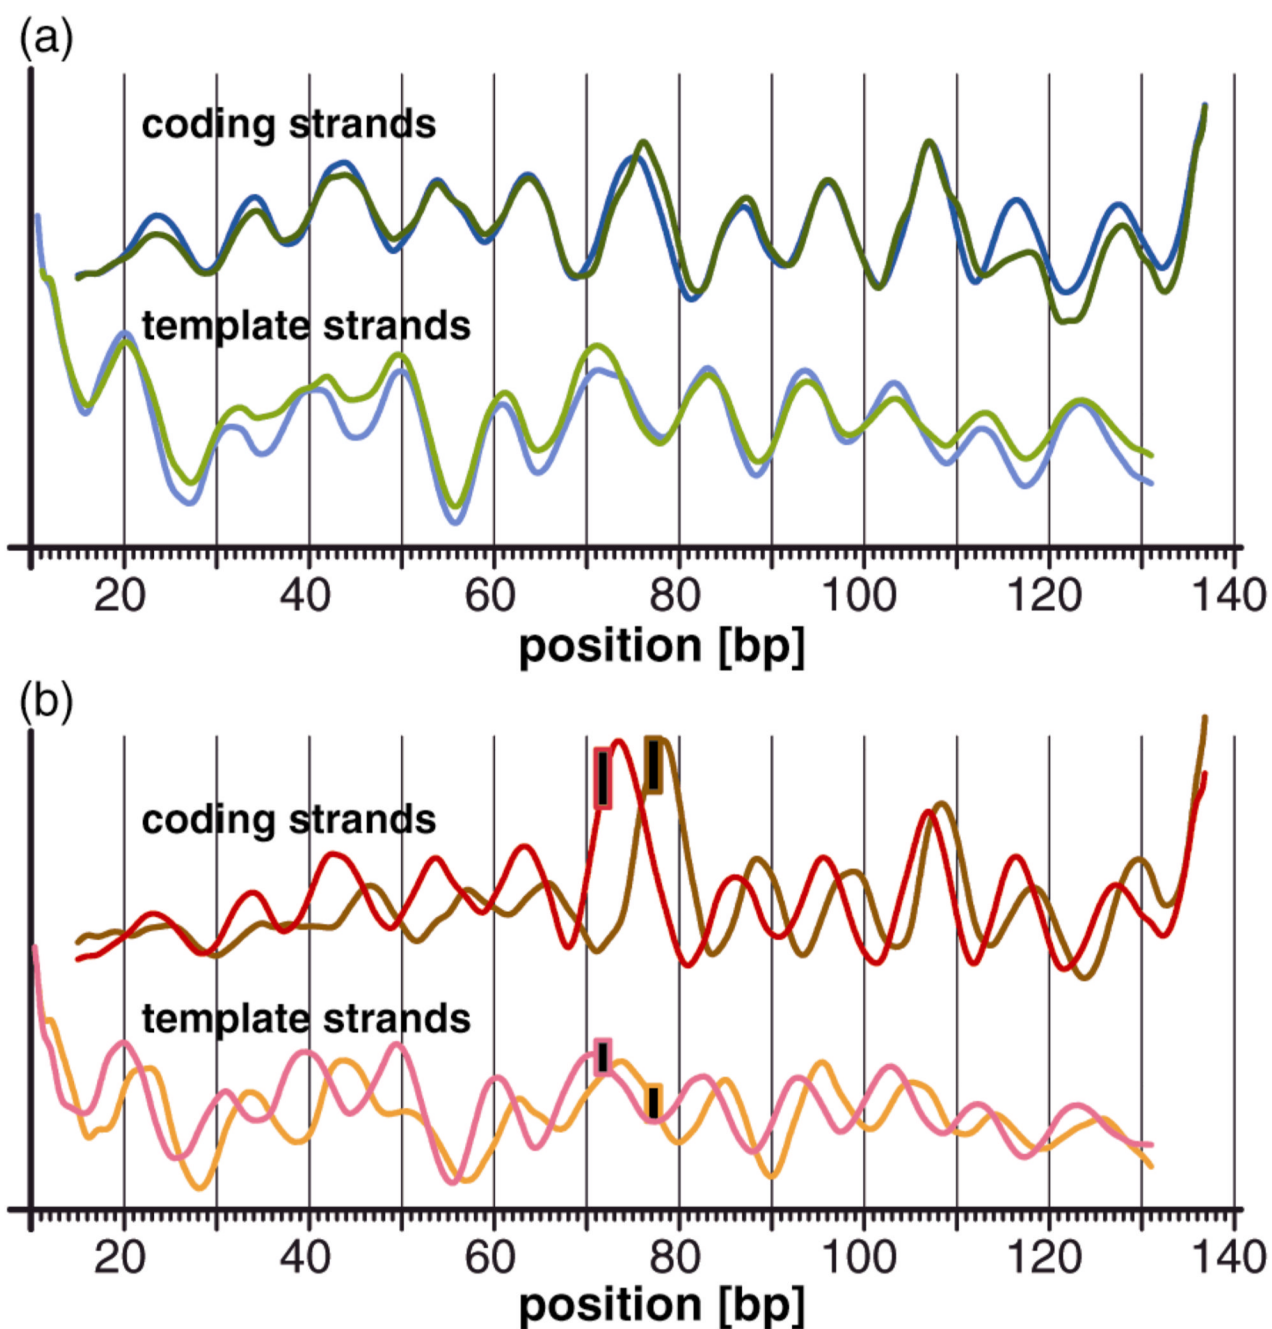 (a)
coding strands
template strands
20 40 60 80 100 120 140
position [bp]
(b)
coding strands
template strands
20 40 60 80 100 120 140
position [bp]